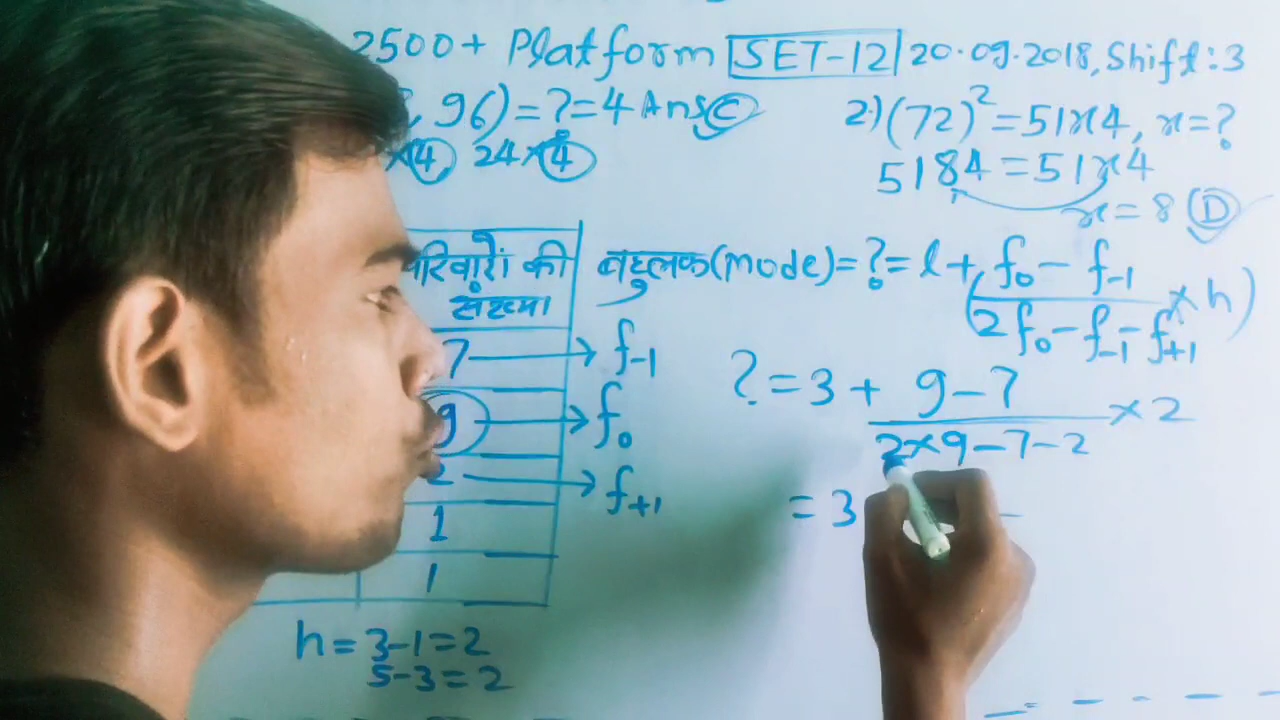 2500+ Platform SET-12 20.09.2018, Shift:3
, 96) = ? = 4 Ans C
×4 24×4
2.) (72)² = 51x4, x=?
5184 = 51x4
x = 8 D
परिवारों की
संख्या
7 → f₋₁
9 → f₀
2 → f₊₁
1
1
h = 3-1 = 2
5-3 = 2
बहुलक (mode) = ? = l + (f₀ - f₋₁
2f₀ - f₋₁ - f₊₁ × h)
? = 3 + 9-7
2×9-7-2 × 2
= 3